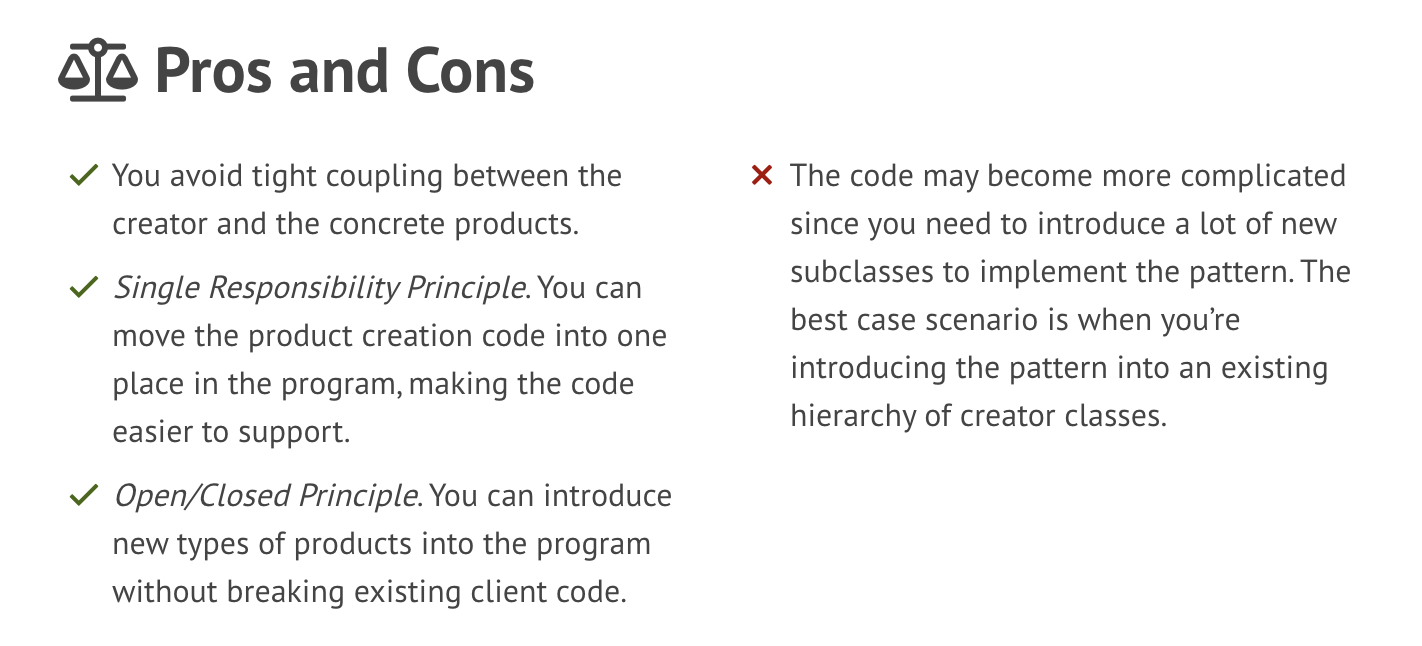 Pros and Cons
You avoid tight coupling between the
creator and the concrete products.
Single Responsibility Principle. You can
move the product creation code into one
place in the program, making the code
easier to support.
Open/Closed Principle. You can introduce
new types of products into the program
without breaking existing client code.
The code may become more complicated
since you need to introduce a lot of new
subclasses to implement the pattern. The
best case scenario is when you’re
introducing the pattern into an existing
hierarchy of creator classes.